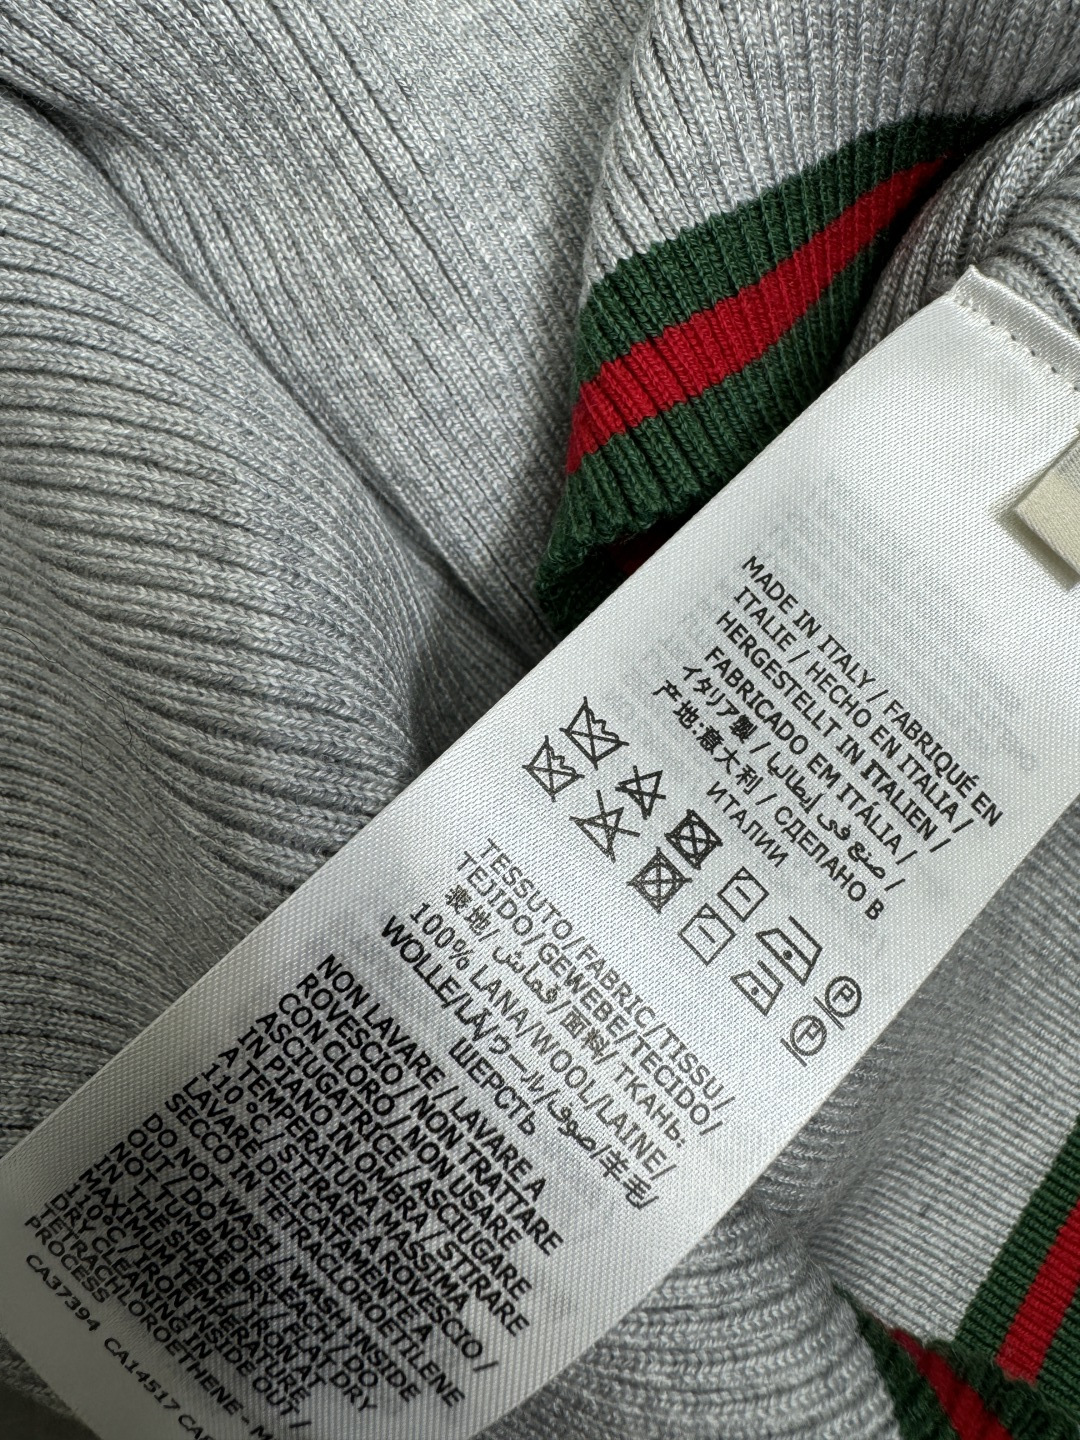 MADE IN ITALY / FABRIQUÉ EN
ITALIE / HECHO EN ITALIA /
HERGESTELLT IN ITALIEN /
FABRICADO EM ITÁLIA /
イタリア製 / صنع في إيطاليا /
产地:意大利 / СДЕЛАНО В
ИТАЛИИ
P
P
TESSUTO/FABRIC/TISSU/
TEJIDO/GEWEBE/TECIDO/
表地/قماش/面料/ТКАНЬ:
100% LANA/WOOL/LAINE/
WOLLE/LÃ/ウール/صوف/羊毛/
ШЕРСТЬ
NON LAVARE / LAVARE A
ROVESCIO / NON TRATTARE
CON CLORO / NON USARE
ASCIUGATRICE / ASCIUGARE
IN PIANO IN OMBRA / STIRARE
A TEMPERATURA MASSIMA
110°C / STIRARE A ROVESCIO /
LAVARE DELICATAMENTE A
SECCO IN TETRACLOROETILENE
DO NOT WASH / WASH INSIDE
OUT / DO NOT BLEACH / DO
NOT TUMBLE DRY / FLAT DRY
IN THE SHADE / IRON AT
MAXIMUM TEMPERATURE
110°C / IRON INSIDE OUT /
DRY CLEANING IN
TETRACHLOROETHENE - M
PROCESS
CA37394 CA14517 CA